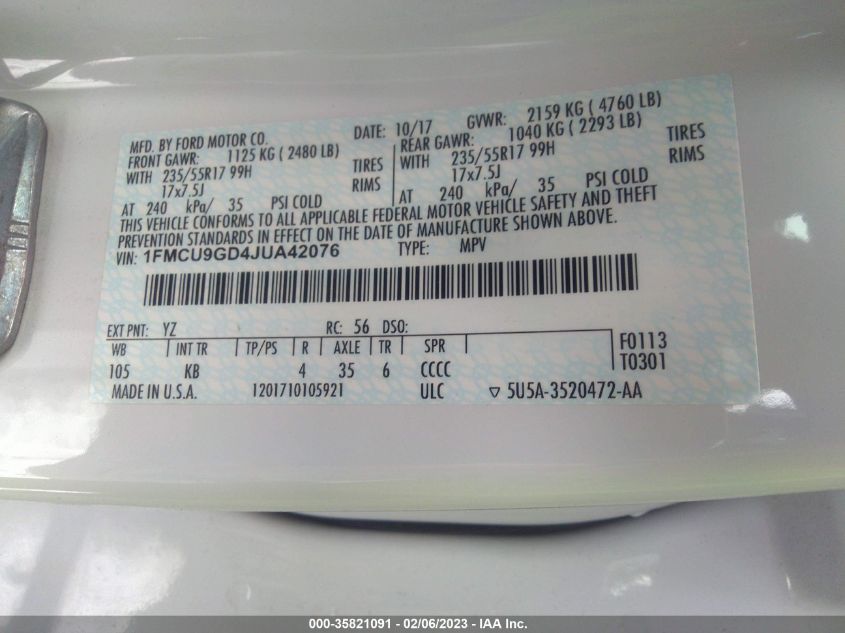 MFD. BY FORD MOTOR CO. DATE: 10/17 GVWR: 2159 KG ( 4760 LB)
FRONT GAWR: 1125 KG ( 2480 LB) REAR GAWR: 1040 KG ( 2293 LB)
WITH 235/55R17 99H TIRES WITH 235/55R17 99H TIRES
17x7.5J RIMS 17x7.5J RIMS
AT 240 kPa/ 35 PSI COLD AT 240 kPa/ 35 PSI COLD
THIS VEHICLE CONFORMS TO ALL APPLICABLE FEDERAL MOTOR VEHICLE SAFETY AND THEFT
PREVENTION STANDARDS IN EFFECT ON THE DATE OF MANUFACTURE SHOWN ABOVE.
VIN: 1FMCU9GD4JUA42076 TYPE: MPV
EXT PNT: YZ RC: 56 DSO:
WB INT TR TP/PS R AXLE TR SPR F0113
105 KB 4 35 6 CCCC T0301
MADE IN U.S.A. 1201710105921 ULC ▽ 5U5A-3520472-AA
000-35821091 - 02/06/2023 - IAA Inc.